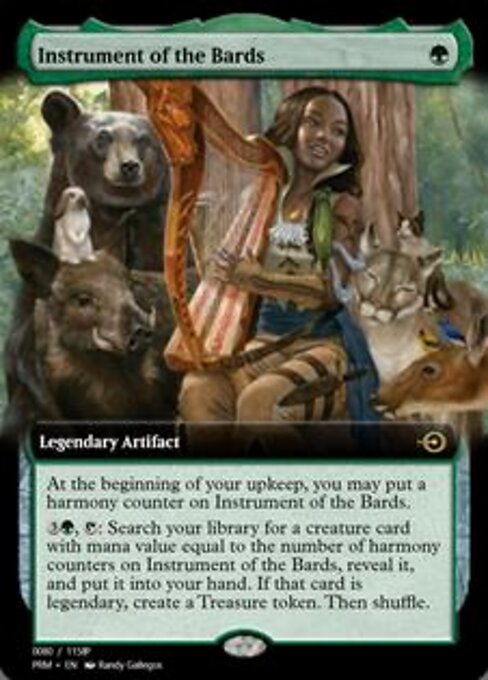 Instrument of the Bards
Legendary Artifact
At the beginning of your upkeep, you may put a
harmony counter on Instrument of the Bards.
3, : Search your library for a creature card
with mana value equal to the number of harmony
counters on Instrument of the Bards, reveal it,
and put it into your hand. If that card is
legendary, create a Treasure token. Then shuffle.
PRM • EN Randy Gallegos